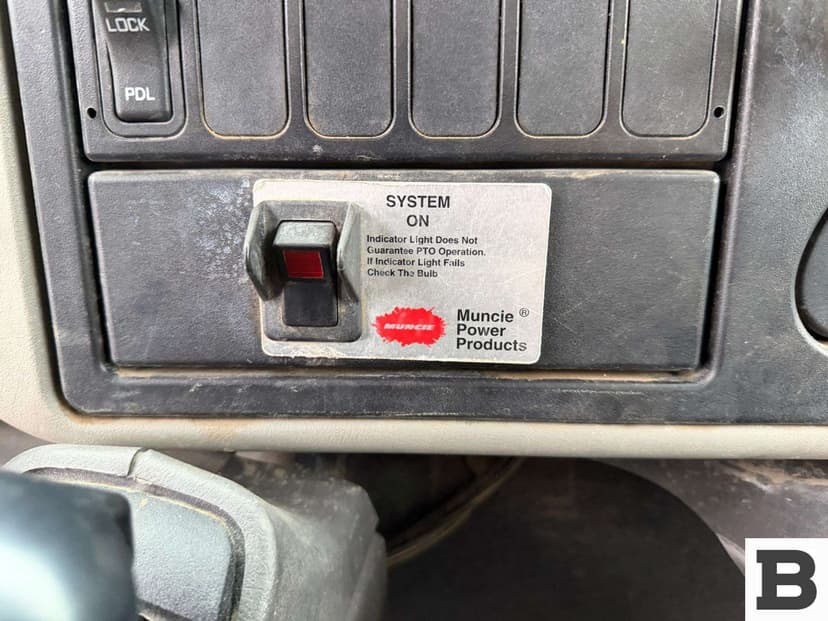 LOCK
PDL
SYSTEM
ON
Indicator Light Does Not
Guarantee PTO Operation.
If Indicator Light Fails
Check The Bulb
MUNCIE
Muncie ®
Power
Products
B